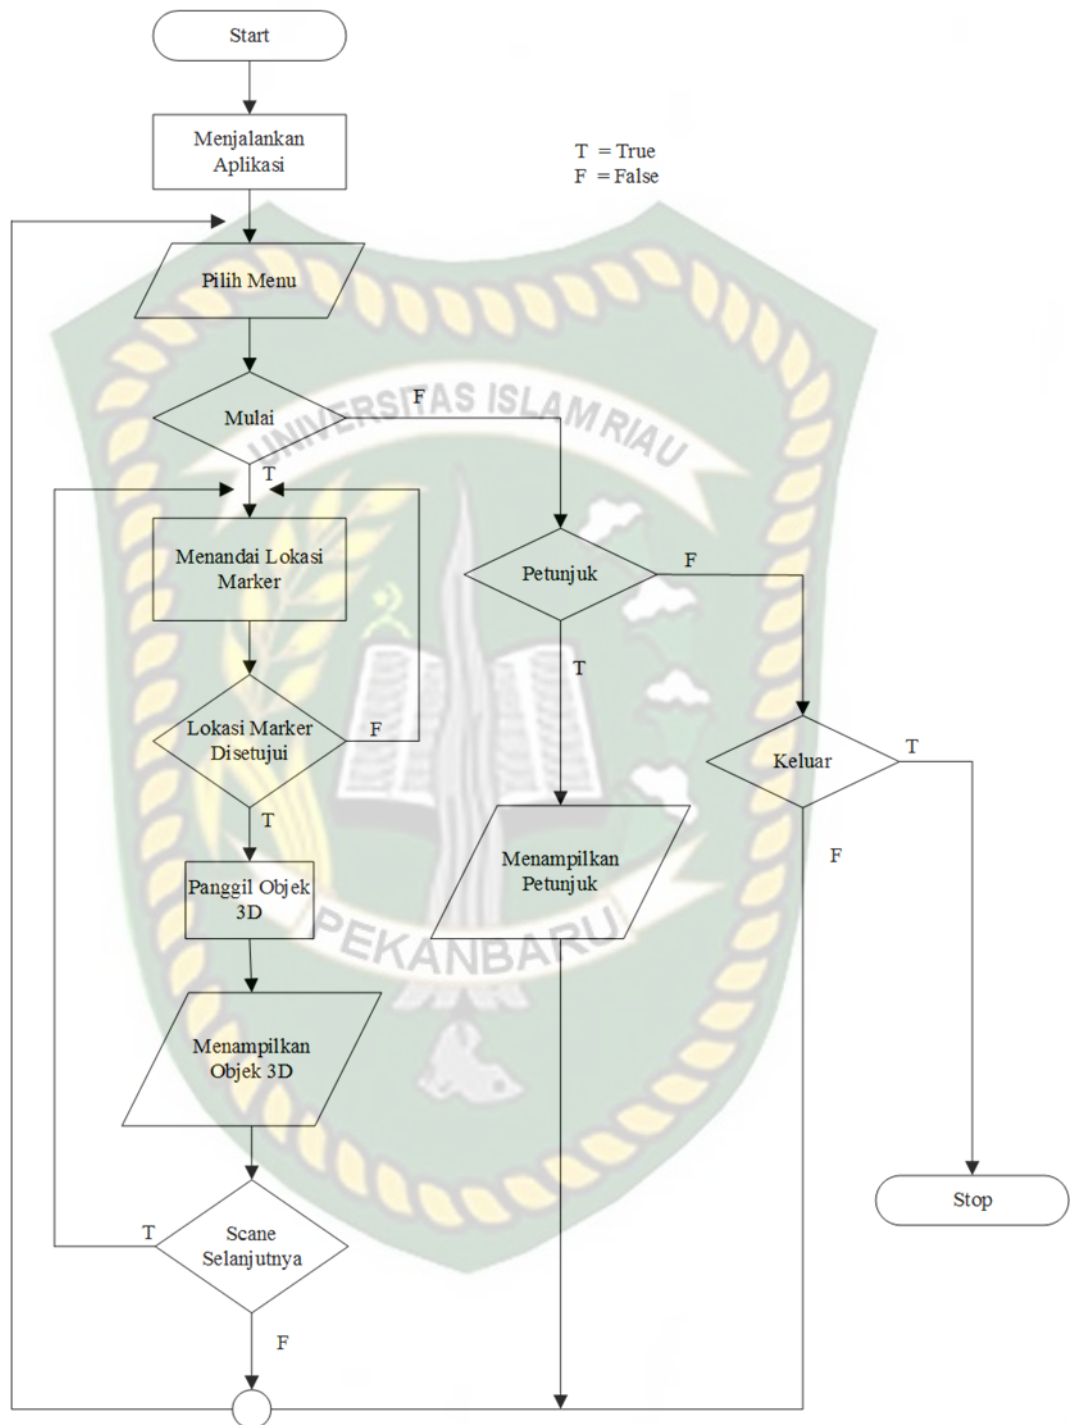 Start
Menjalankan
Aplikasi
T = True
F = False
Pilih Menu
Mulai
F
T
UNIVERSITAS ISLAM RIAU
Menandai Lokasi
Marker
Petunjuk
F
T
Lokasi Marker
Disetujui
F
T
Keluar
T
F
Panggil Objek
3D
Menampilkan
Petunjuk
PEKANBARU
Menampilkan
Objek 3D
Scane
Selanjutnya
T
F
Stop